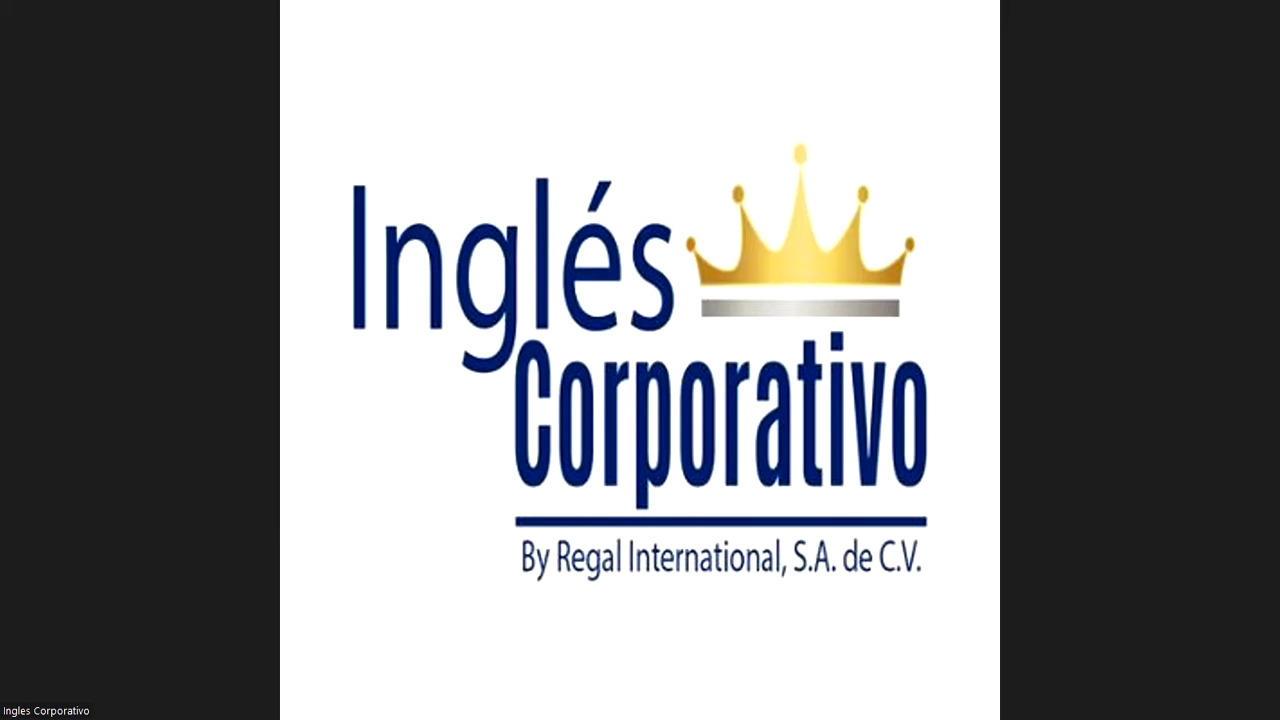 Inglés
Corporativo
By Regal International, S.A. de C.V.
Ingles Corporativo